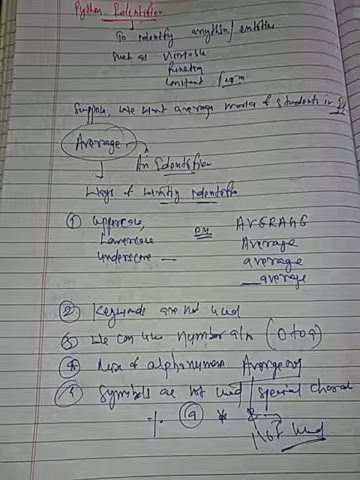 Python Identifier
To identify anything / entities
Such as Variable
function
Constant
Suppose, we want average marks of students in
Average
An Identifier
Ways of writing identifier
① Uppercase, eg. AVERAGE
Lowercase Average
underscore — average
_average
② Keywords are not used
③ We can use Number also (0 to 9)
④ Mix of alphanumeric Average
⑤ Symbols are not used / Special charac
% @ * &
Not used